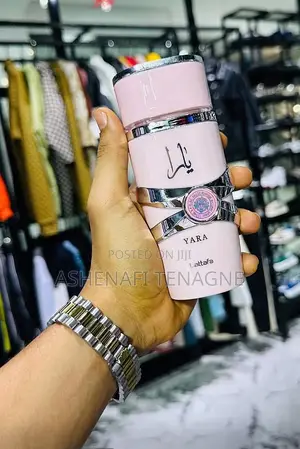 يارا
POSTED ON JIJI
ASHENAFI TENAGNE
YARA
Lattafa